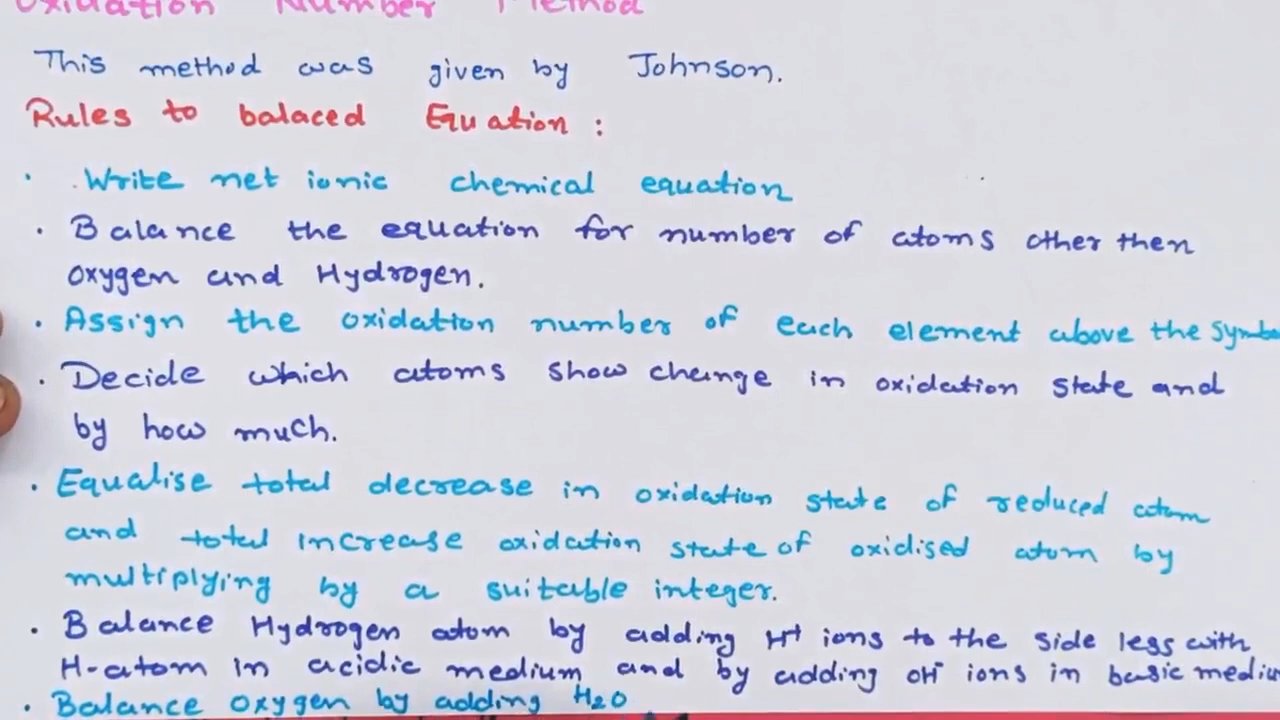 Oxidation Number Method
This method was given by Johnson.
Rules to balaced Equation :
· Write net ionic chemical equation
· Balance the equation for number of atoms other then
oxygen and Hydrogen.
· Assign the oxidation number of each element above the symbo
· Decide which atoms show change in oxidation state and
by how much.
· Equalise total decrease in oxidation state of reduced atom
and total increase oxidation state of oxidised atom by
multiplying by a suitable integer.
· Balance Hydrogen atom by adding H⁺ ions to the side less with
H-atom in acidic medium and by adding OH⁻ ions in basic mediu
· Balance oxygen by adding H₂O